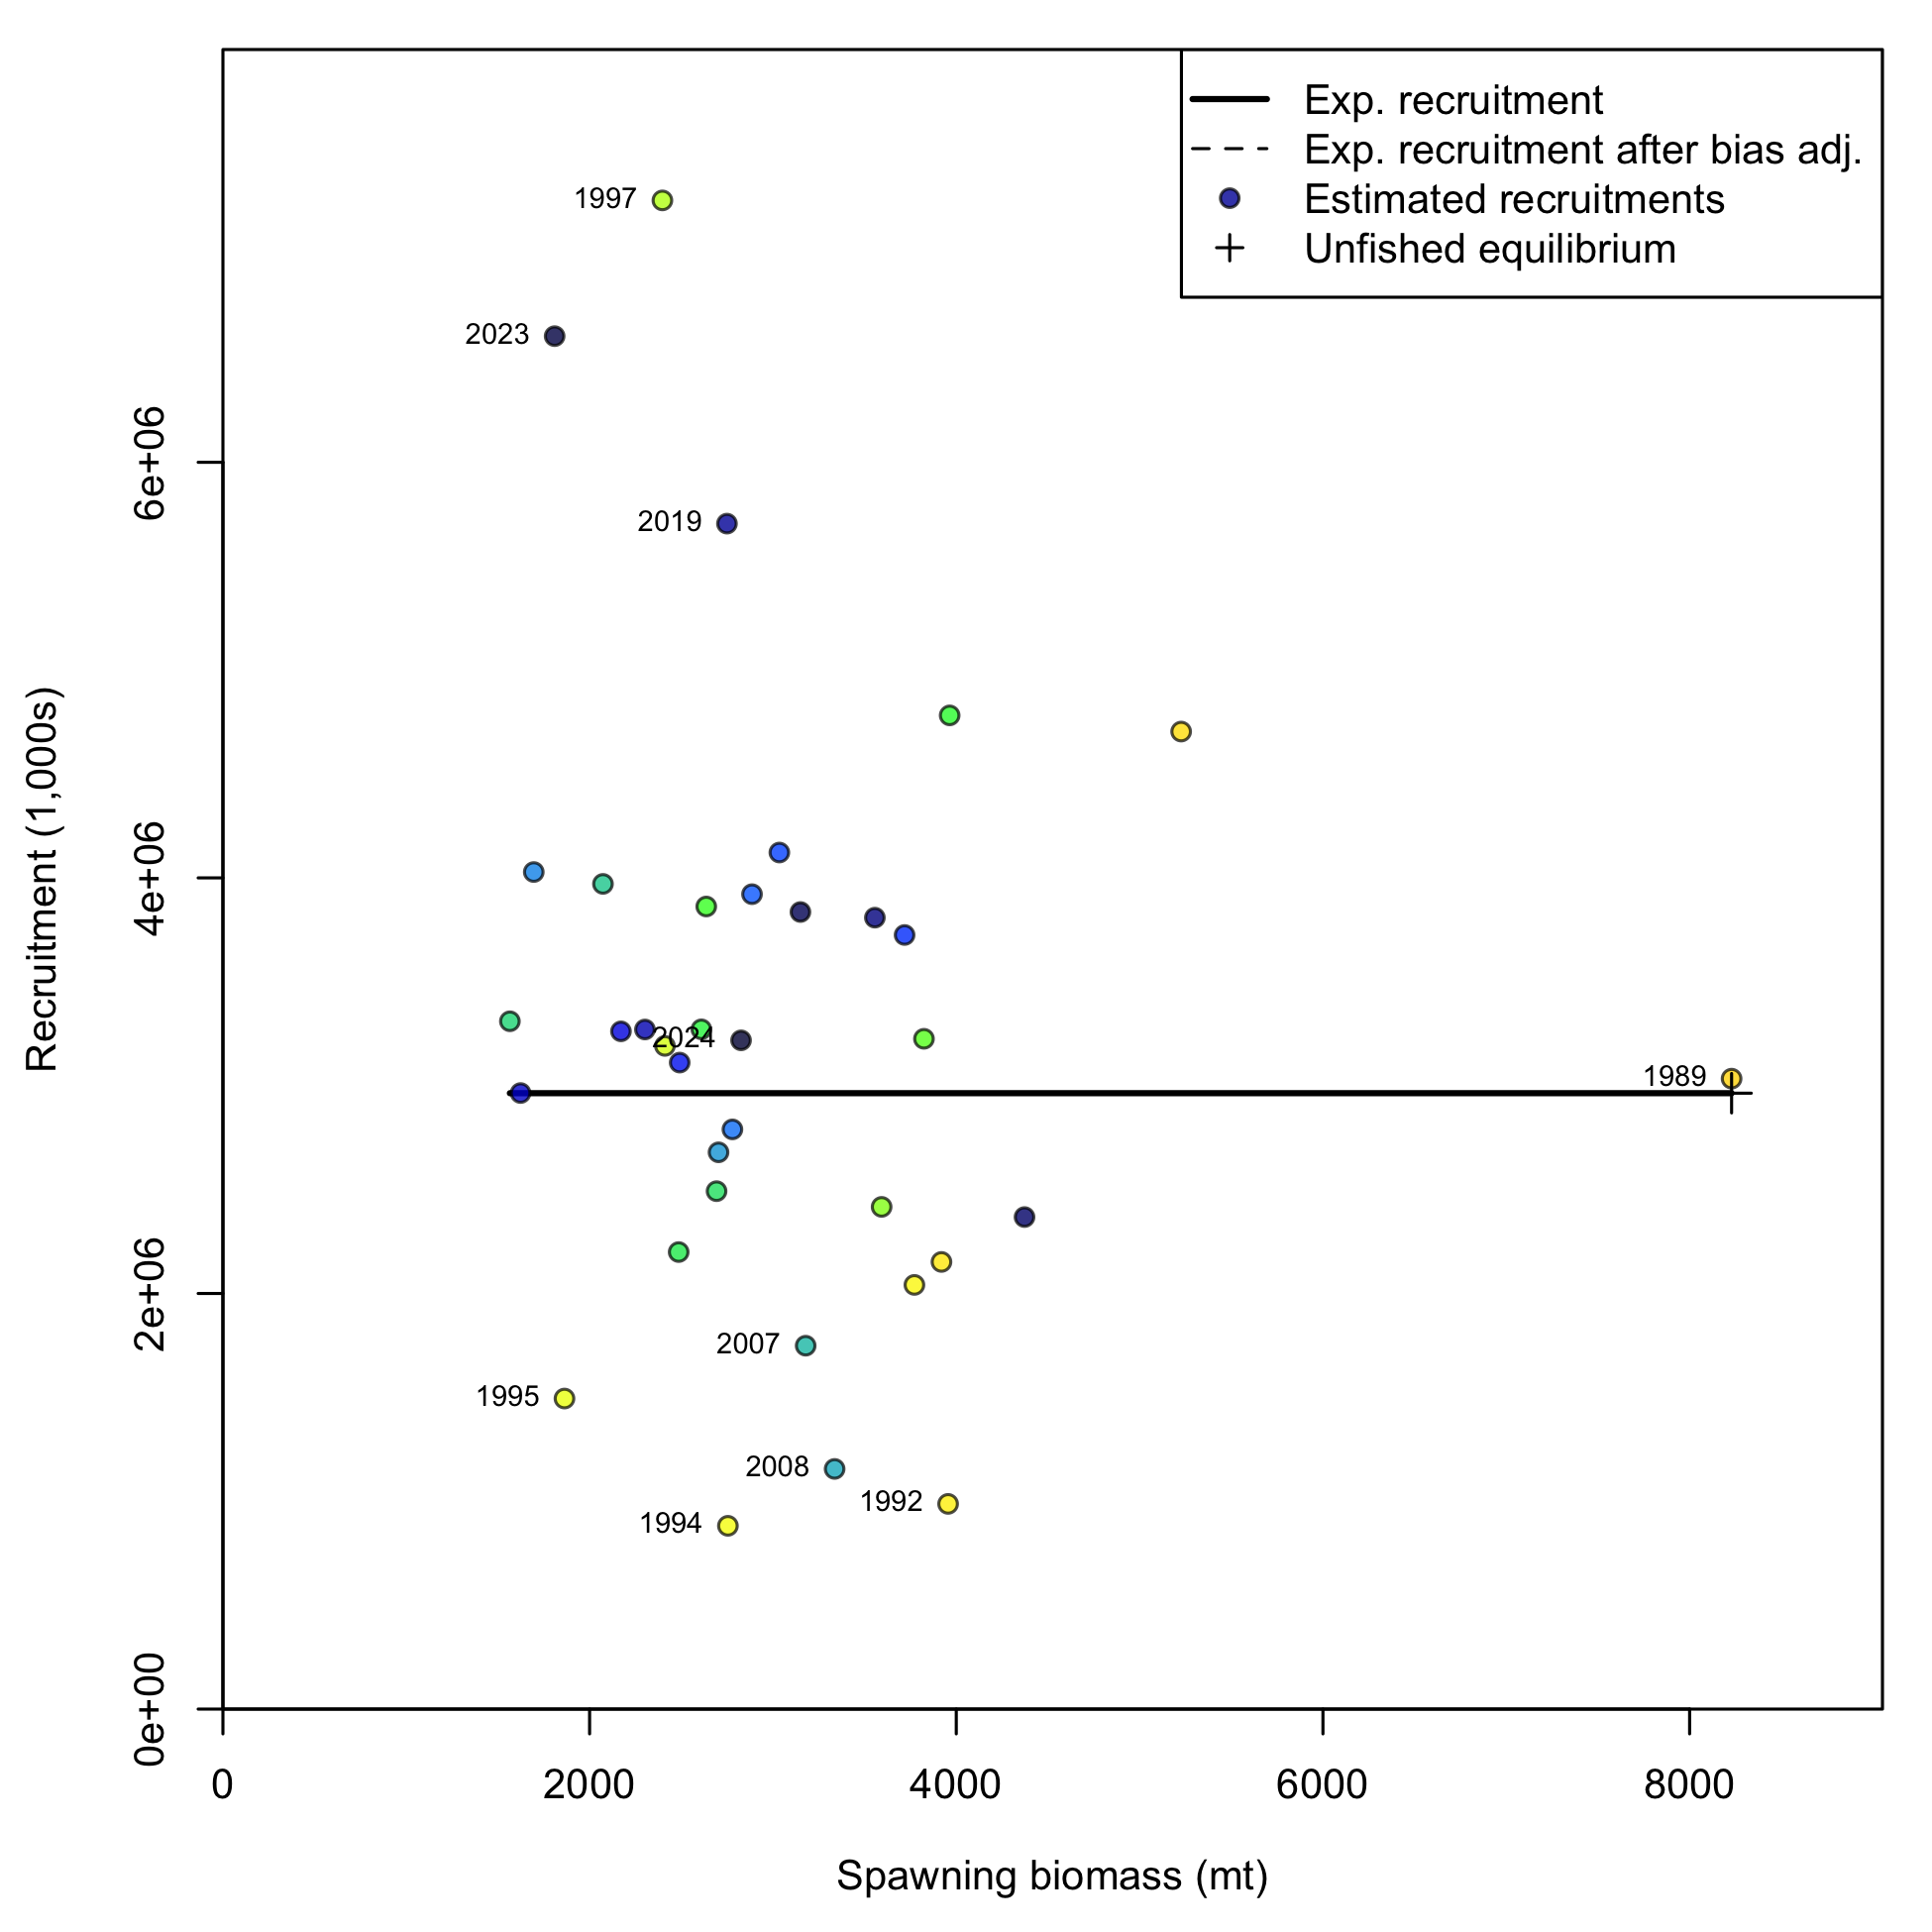 Exp. recruitment
Exp. recruitment after bias adj.
Estimated recruitments
Unfished equilibrium
1997
2023
2019
2024
1989
2007
1995
2008
1992
1994
Recruitment (1,000s)
6e+06
4e+06
2e+06
0e+00
0 2000 4000 6000 8000
Spawning biomass (mt)